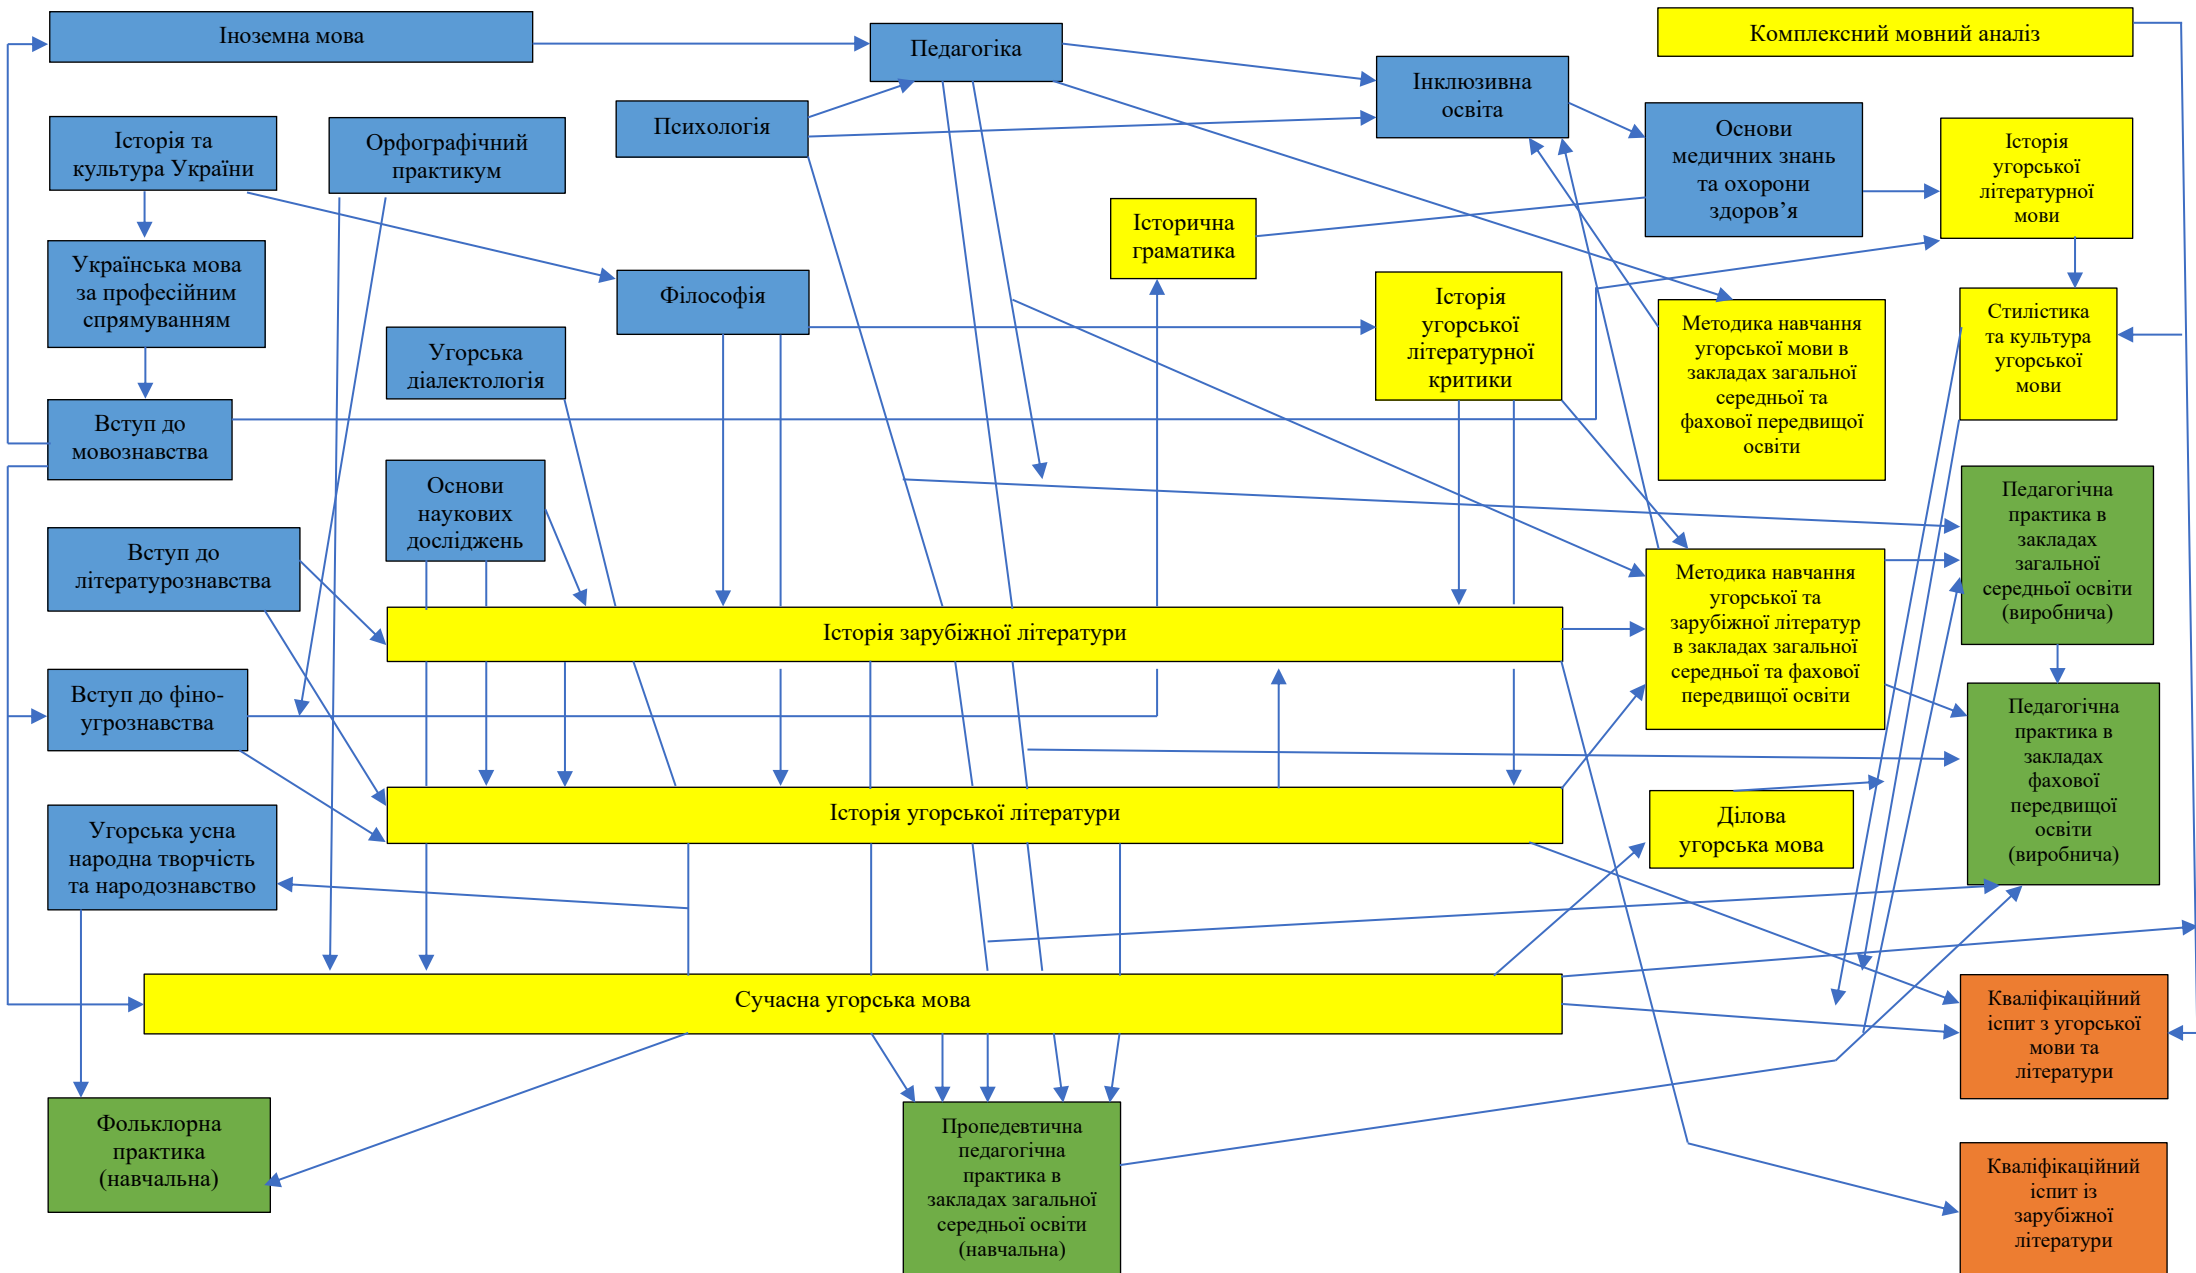 Іноземна мова
Педагогіка
Комплексний мовний аналіз
Інклюзивна
освіта
Психологія
Історія та
культура України
Орфографічний
практикум
Основи
медичних знань
та охорони
здоров’я
Історія
угорської
літературної
мови
Історична
граматика
Українська мова
за професійним
спрямуванням
Філософія
Історія
угорської
літературної
критики
Методика навчання
угорської мови в
закладах загальної
середньої та
фахової передвищої
освіти
Стилістика
та культура
угорської
мови
Угорська
діалектологія
Вступ до
мовознавства
Основи
наукових
досліджень
Педагогічна
практика в
закладах
загальної
середньої освіти
(виробнича)
Вступ до
літературознавства
Методика навчання
угорської та
зарубіжної літератур
в закладах загальної
середньої та фахової
передвищої освіти
Історія зарубіжної літератури
Вступ до фіно-
угрознавства
Педагогічна
практика в
закладах
фахової
передвищої
освіти
(виробнича)
Історія угорської літератури
Ділова
угорська мова
Угорська усна
народна творчість
та народознавство
Сучасна угорська мова
Кваліфікаційний
іспит з угорської
мови та
літератури
Фольклорна
практика
(навчальна)
Пропедевтична
педагогічна
практика в
закладах загальної
середньої освіти
(навчальна)
Кваліфікаційний
іспит із
зарубіжної
літератури